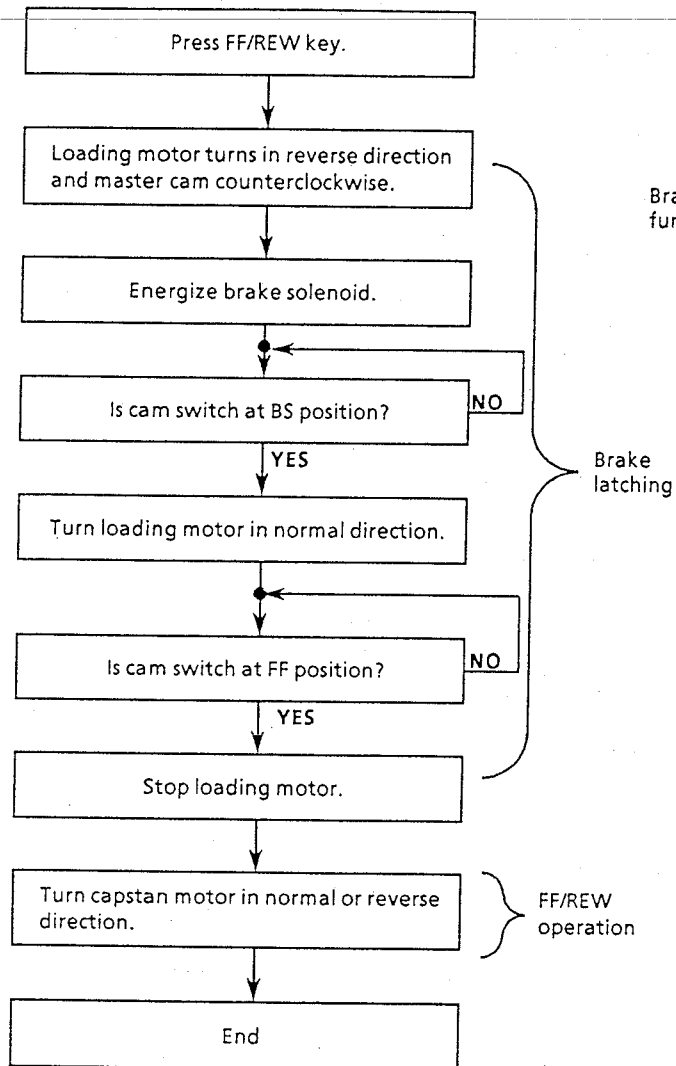 Press FF/REW key.
Loading motor turns in reverse direction
and master cam counterclockwise.
Energize brake solenoid.
Is cam switch at BS position?
NO
YES
Turn loading motor in normal direction.
Is cam switch at FF position?
NO
YES
Stop loading motor.
Turn capstan motor in normal or reverse
direction.
End
Brake
latching
FF/REW
operation